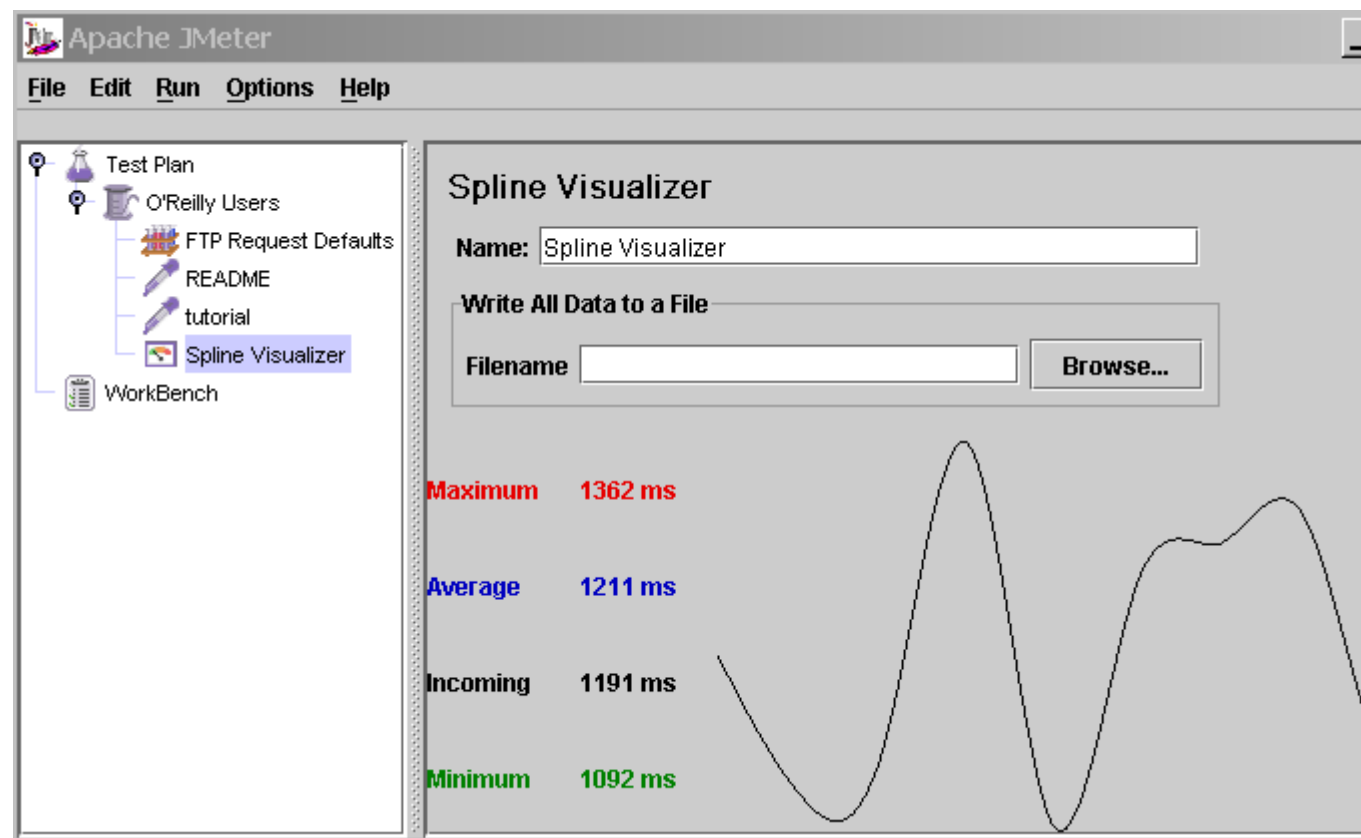 Apache JMeter
File Edit Run Options Help
Test Plan
O'Reilly Users
FTP Request Defaults
README
tutorial
Spline Visualizer
WorkBench
Spline Visualizer
Name: Spline Visualizer
Write All Data to a File
Filename Browse...
Maximum 1362 ms
Average 1211 ms
Incoming 1191 ms
Minimum 1092 ms